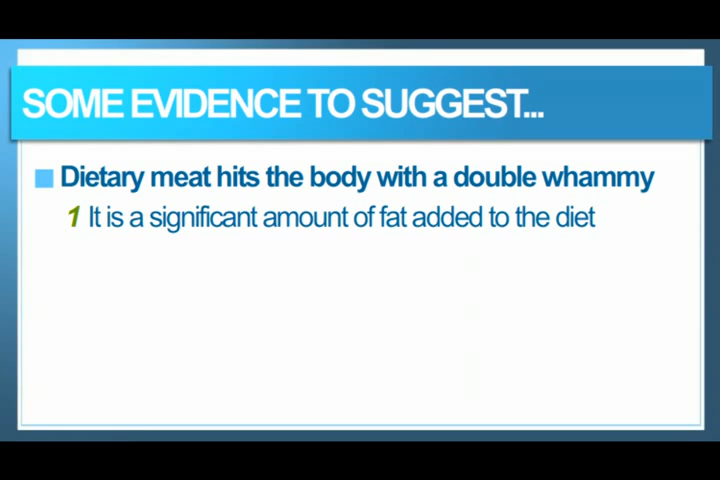 SOME EVIDENCE TO SUGGEST...
Dietary meat hits the body with a double whammy
1 It is a significant amount of fat added to the diet